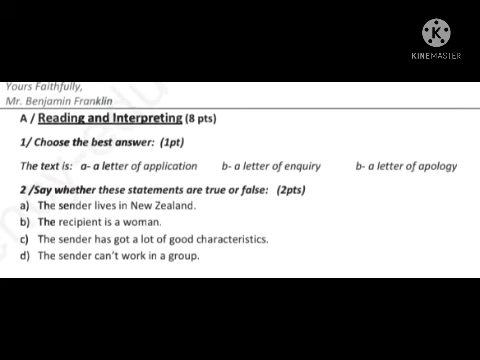 K
KINEMASTER
Yours Faithfully,
Mr. Benjamin Franklin
A / Reading and Interpreting (8 pts)
1/ Choose the best answer: (1pt)
The text is: a- a letter of application b- a letter of enquiry b- a letter of apology
2 /Say whether these statements are true or false: (2pts)
a) The sender lives in New Zealand.
b) The recipient is a woman.
c) The sender has got a lot of good characteristics.
d) The sender can't work in a group.